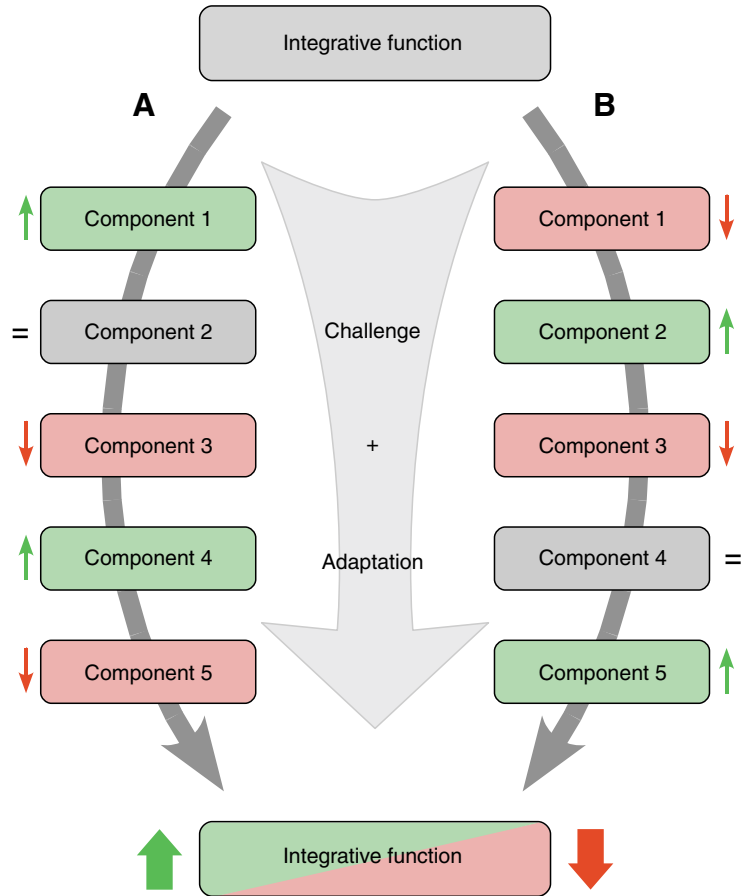 Integrative function
A
B
Component 1
Component 1
= Component 2
Challenge
Component 2
Component 3
+
Component 3
Component 4
Adaptation
Component 4 =
Component 5
Component 5
Integrative function